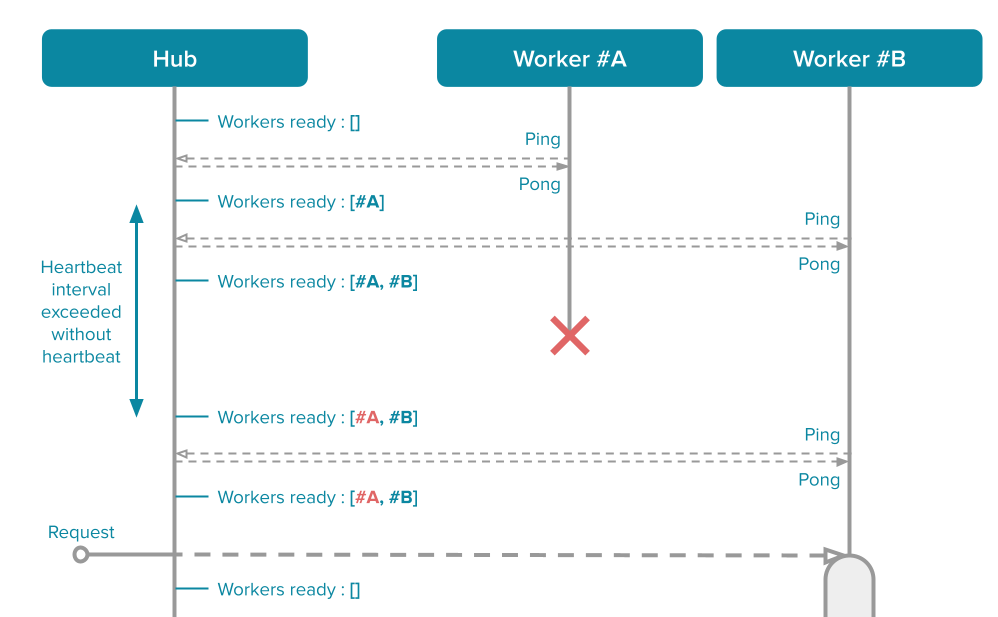 Hub
Worker #A
Worker #B
Workers ready : []
Ping
Pong
Workers ready : [#A]
Ping
Pong
Heartbeat
interval
exceeded
without
heartbeat
Workers ready : [#A, #B]
Workers ready : [#A, #B]
Ping
Pong
Workers ready : [#A, #B]
Request
Workers ready : []